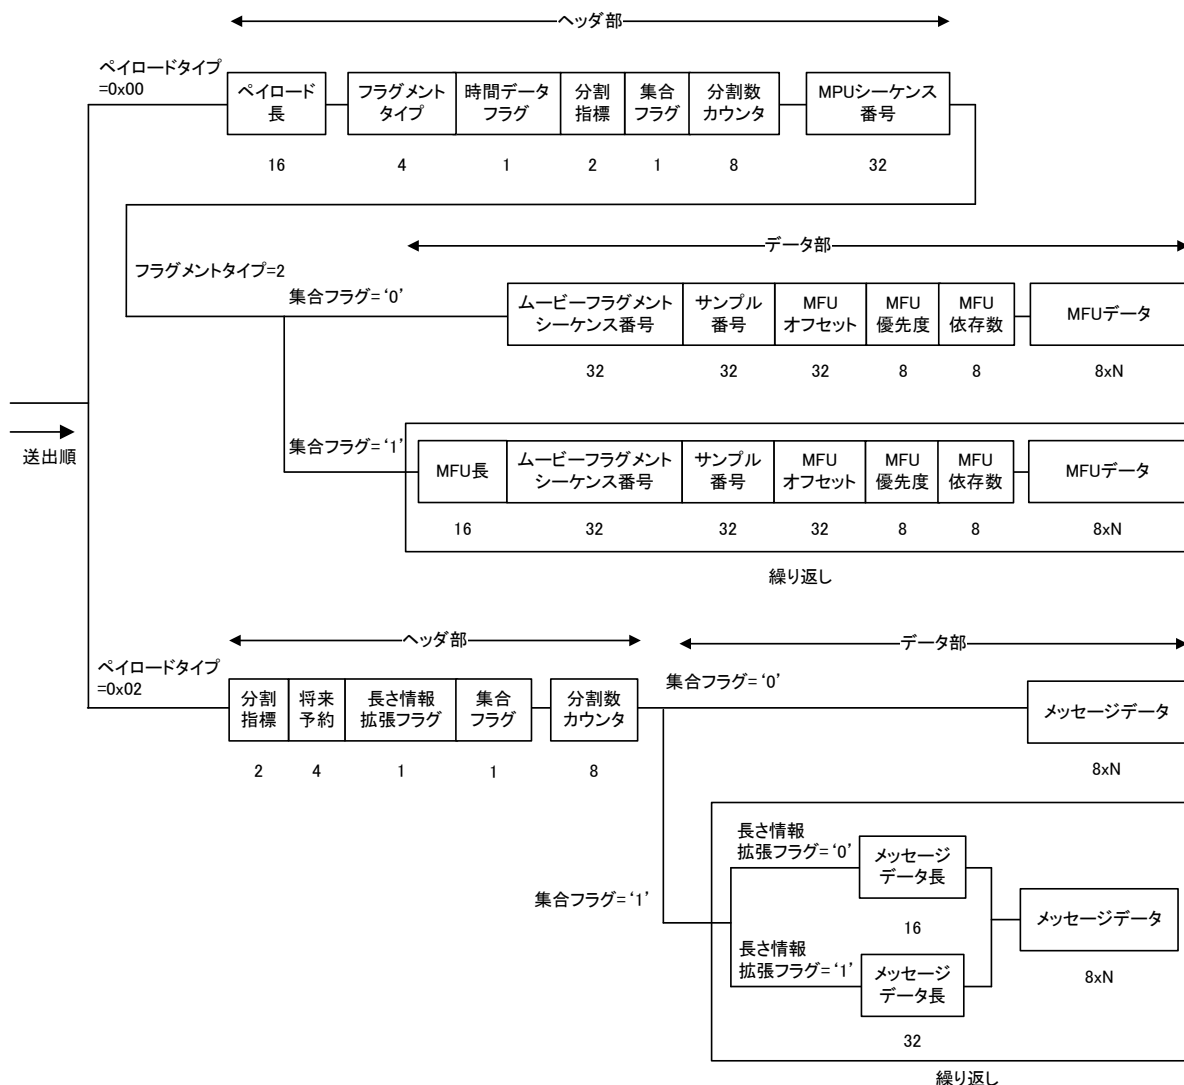 ヘッダ部
ペイロードタイプ
=0x00
ペイロード
長
フラグメント
タイプ
時間データ
フラグ
分割
指標
集合
フラグ
分割数
カウンタ
MPUシーケンス
番号
16
4
1
2
1
8
32
データ部
フラグメントタイプ=2
集合フラグ=‘0’
ムービーフラグメント
シーケンス番号
サンプル
番号
MFU
オフセット
MFU
優先度
MFU
依存数
MFUデータ
32
32
32
8
8
8xN
送出順
集合フラグ=‘1’
MFU長
ムービーフラグメント
シーケンス番号
サンプル
番号
MFU
オフセット
MFU
優先度
MFU
依存数
MFUデータ
16
32
32
32
8
8
8xN
繰り返し
ヘッダ部
データ部
ペイロードタイプ
=0x02
分割
指標
将来
予約
長さ情報
拡張フラグ
集合
フラグ
分割数
カウンタ
2
4
1
1
8
集合フラグ=‘0’
メッセージデータ
8xN
集合フラグ=‘1’
長さ情報
拡張フラグ=‘0’
メッセージ
データ長
16
長さ情報
拡張フラグ=‘1’
メッセージ
データ長
32
メッセージデータ
8xN
繰り返し